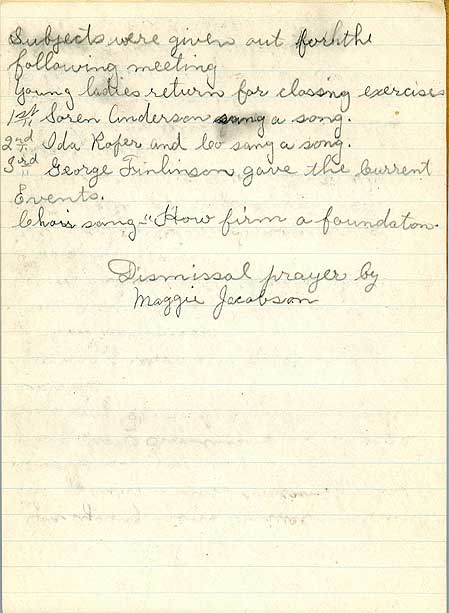 Subjects were given out for the
following meeting
Young ladies return for classing exercises
1st Soren Anderson sang a song.
2nd Ida Roper and Co sang a song.
3rd " George Finlinson gave the Current
Events.
Choir sang "How firm a foundaton.
Dismissal prayer by
Maggie Jacobson